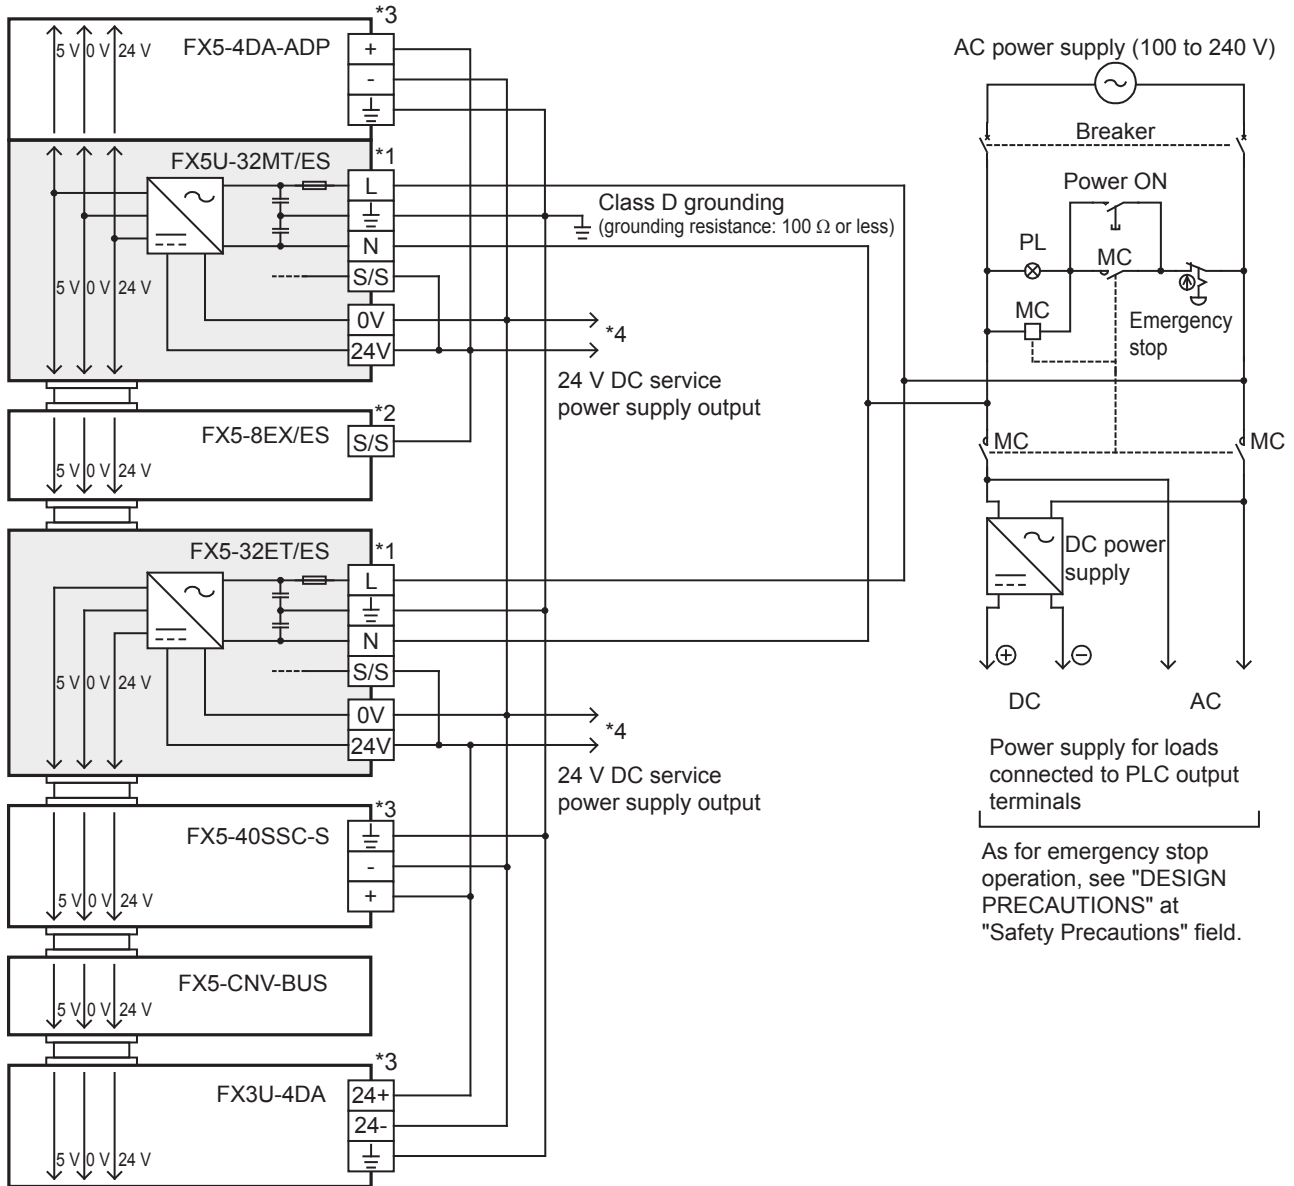 *3
FX5-4DA-ADP
5 V 0 V 24 V
+
-
FX5U-32MT/ES
*1
L
N
S/S
0V
24V
5 V 0 V 24 V
Class D grounding
(grounding resistance: 100 Ω or less)
*4
24 V DC service
power supply output
FX5-8EX/ES
*2
S/S
5 V 0 V 24 V
FX5-32ET/ES
*1
L
N
S/S
0V
24V
5 V 0 V 24 V
*4
24 V DC service
power supply output
FX5-40SSC-S
*3
-
+
5 V 0 V 24 V
FX5-CNV-BUS
5 V 0 V 24 V
FX3U-4DA
*3
24+
24-
5 V 0 V 24 V
AC power supply (100 to 240 V)
Breaker
Power ON
PL
MC
MC
Emergency
stop
MC
MC
DC power
supply
+
−
DC
AC
Power supply for loads
connected to PLC output
terminals
As for emergency stop
operation, see "DESIGN
PRECAUTIONS" at
"Safety Precautions" field.